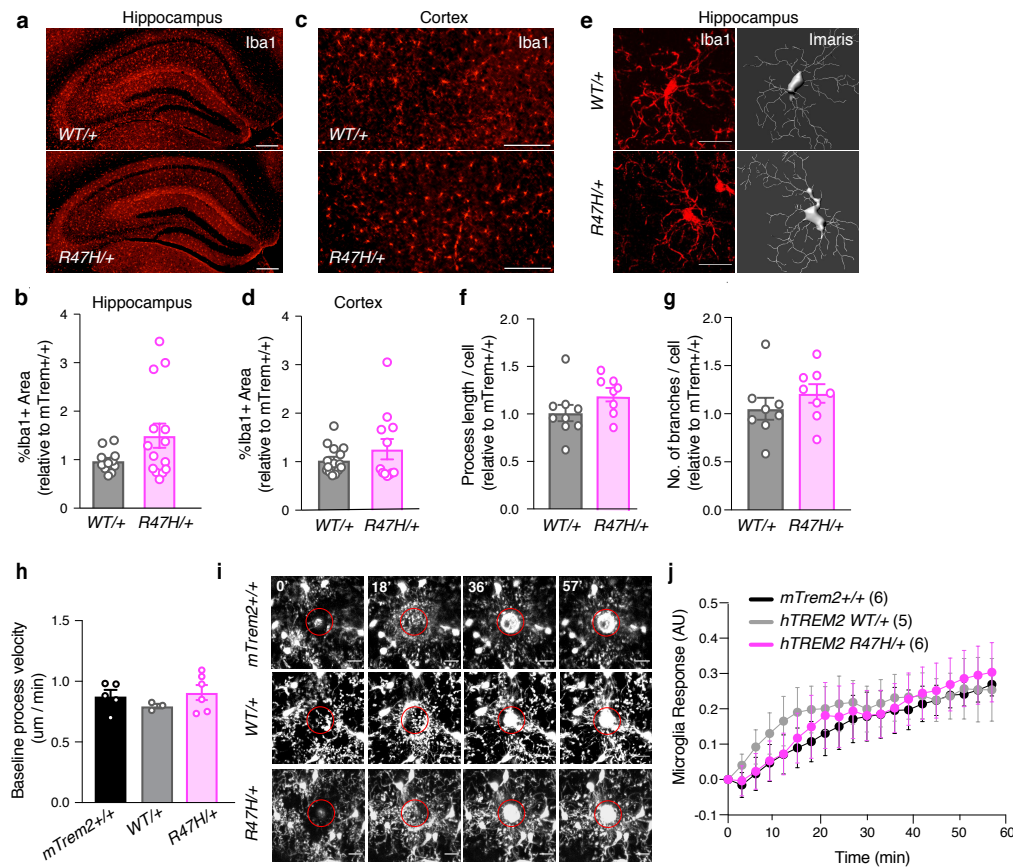 a
Hippocampus
Iba1
WT/+
R47H/+
c
Cortex
Iba1
WT/+
R47H/+
e
Hippocampus
Iba1
Imaris
WT/+
R47H/+
b
Hippocampus
%Iba1+ Area
(relative to mTrem+/+)
4
3
2
1
0
WT/+
R47H/+
d
Cortex
%Iba1+ Area
(relative to mTrem+/+)
4
3
2
1
0
WT/+
R47H/+
f
Process length / cell
(relative to mTrem+/+)
2.0
1.5
1.0
0.5
0
WT/+
R47H/+
g
No. of branches / cell
(relative to mTrem+/+)
2.0
1.5
1.0
0.5
0
WT/+
R47H/+
h
Baseline process velocity
(um / min)
1.5
1.0
0.5
0.0
mTrem2+/+
WT/+
R47H/+
i
0'
18'
36'
57'
mTrem2+/+
WT/+
R47H/+
j
mTrem2+/+ (6)
hTREM2 WT/+ (5)
hTREM2 R47H/+ (6)
Microglia Response (AU)
0.5
0.4
0.3
0.2
0.1
0.0
-0.1
0
10
20
30
40
50
60
Time (min)